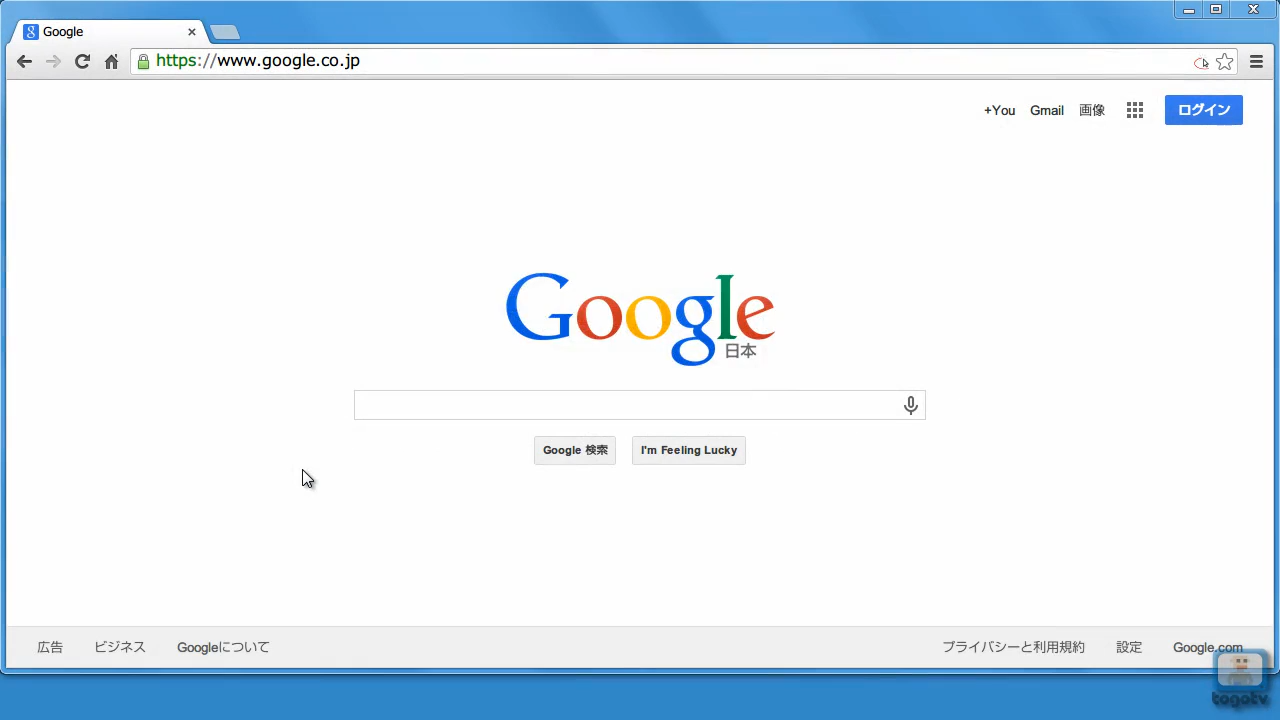 Google
https://www.google.co.jp
+You Gmail 画像 ログイン
Google
日本
Google 検索 I'm Feeling Lucky
広告 ビジネス Googleについて プライバシーと利用規約 設定 Google.com
togotv